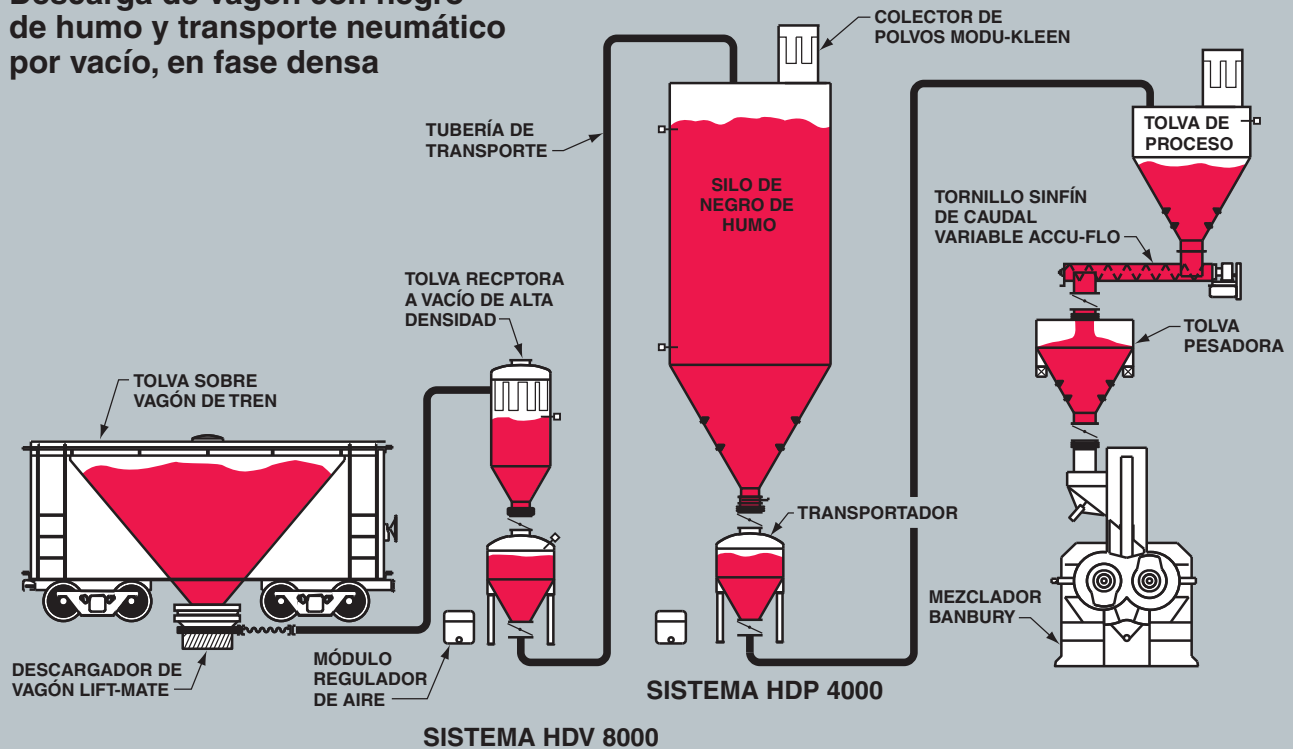 Descarga de vagón con negro
de humo y transporte neumático
por vacío, en fase densa
COLECTOR DE
POLVOS MODU-KLEEN
TUBERÍA DE
TRANSPORTE
TOLVA DE
PROCESO
SILO DE
NEGRO DE
HUMO
TORNILLO SINFÍN
DE CAUDAL
VARIABLE ACCU-FLO
TOLVA RECPTORA
A VACÍO DE ALTA
DENSIDAD
TOLVA
PESADORA
TOLVA SOBRE
VAGÓN DE TREN
TRANSPORTADOR
MEZCLADOR
BANBURY
DESCARGADOR DE
VAGÓN LIFT-MATE
MÓDULO
REGULADOR
DE AIRE
SISTEMA HDP 4000
SISTEMA HDV 8000